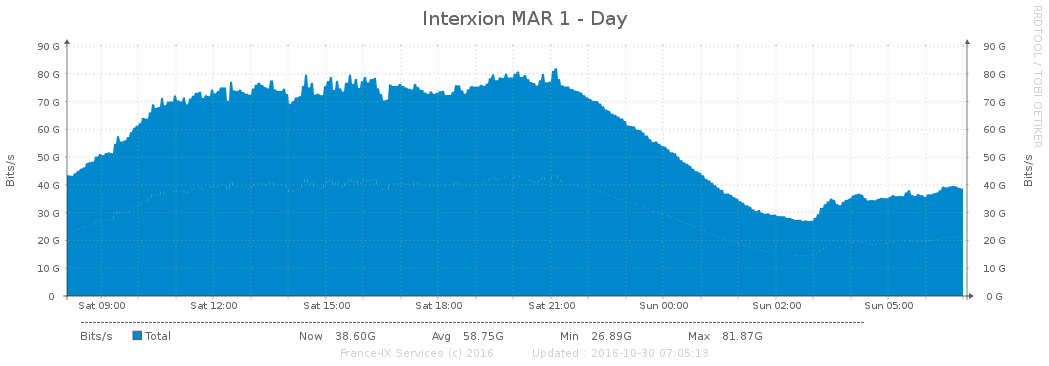 Interxion MAR 1 - Day
RRDTOOL / TOBI OETIKER
Bits/s
Bits/s
90 G 90 G
80 G 80 G
70 G 70 G
60 G 60 G
50 G 50 G
40 G 40 G
30 G 30 G
20 G 20 G
10 G 10 G
0 0 G
Sat 09:00 Sat 12:00 Sat 15:00 Sat 18:00 Sat 21:00 Sun 00:00 Sun 02:00 Sun 05:00
Bits/s Total Now 38.60G Avg 58.75G Min 26.89G Max 81.87G
France-IX Services (c) 2016 Updated : 2016-10-30 07:05:13